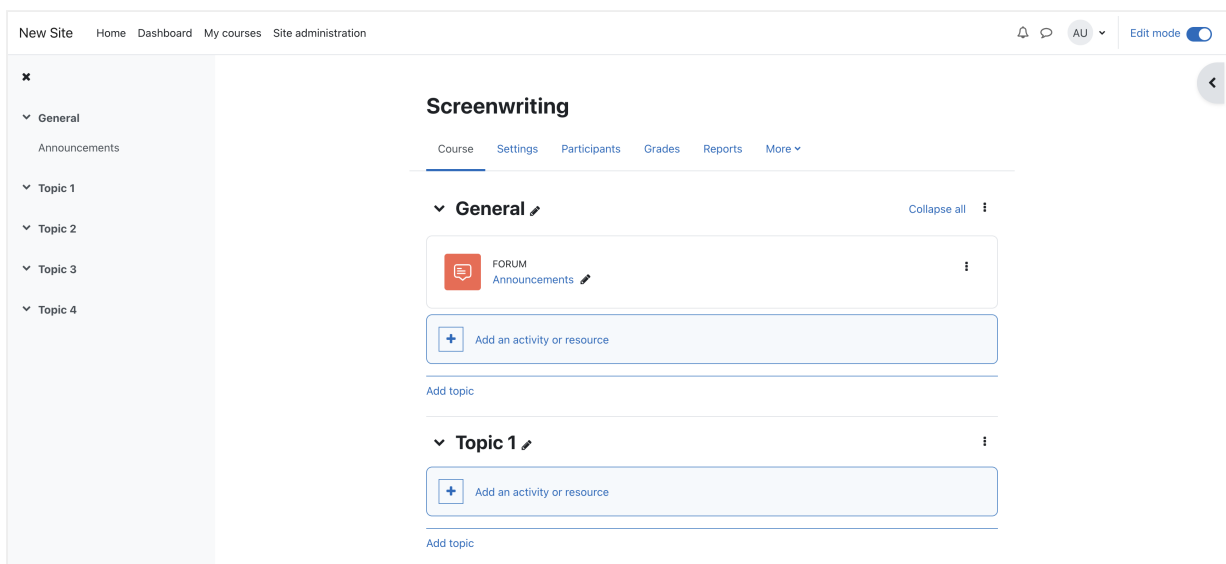 New Site Home Dashboard My courses Site administration AU Edit mode
General
Announcements
Topic 1
Topic 2
Topic 3
Topic 4
Screenwriting
Course Settings Participants Grades Reports More
General Collapse all
FORUM
Announcements
Add an activity or resource
Add topic
Topic 1
Add an activity or resource
Add topic